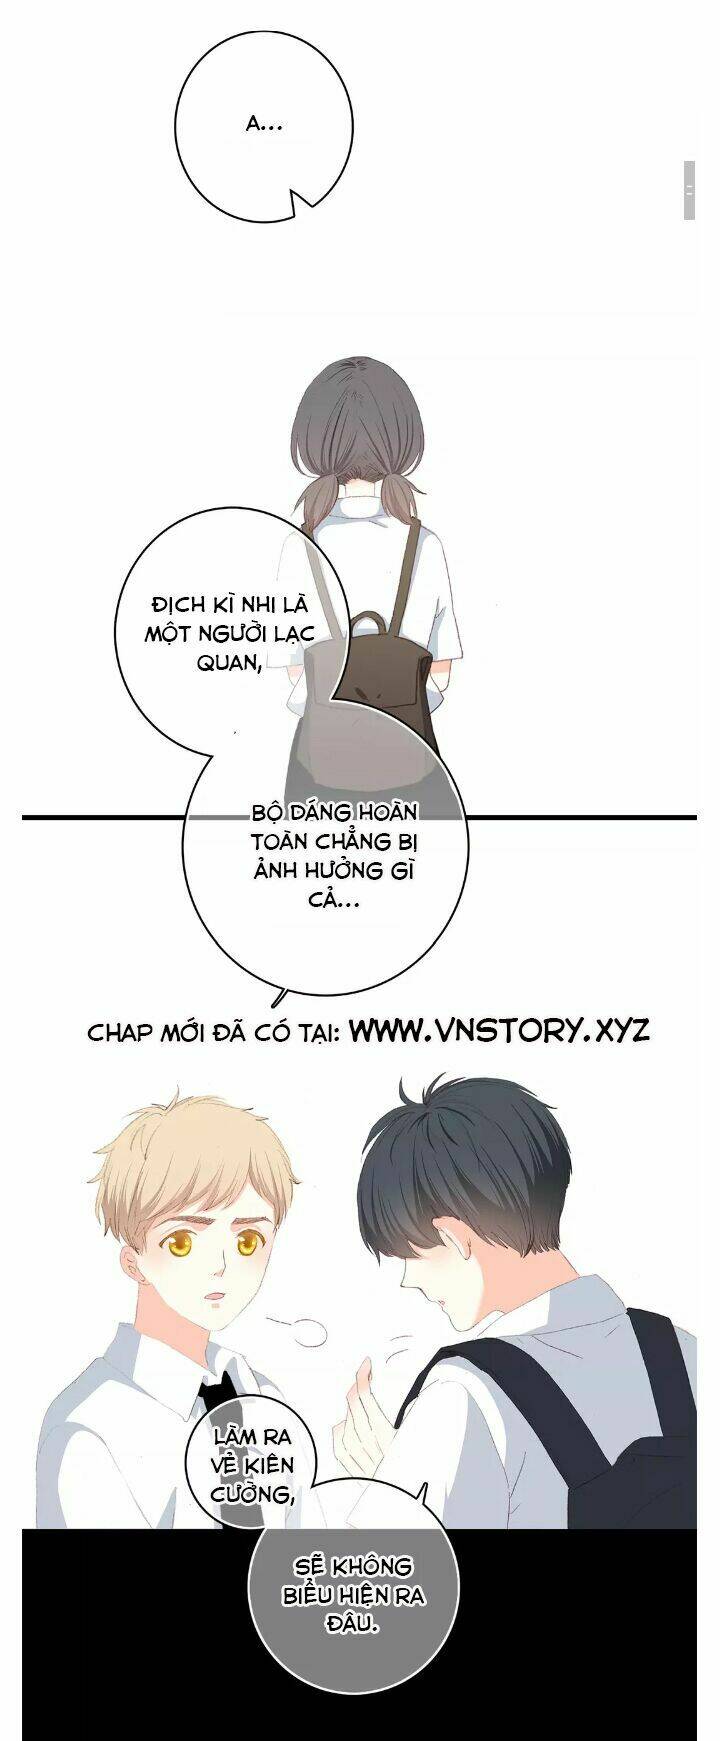 A...
ĐỊCH KÌ NHI LÀ
MỘT NGƯỜI LẠC
QUAN,
BỘ DÁNG HOÀN
TOÀN CHẲNG BỊ
ẢNH HƯỞNG GÌ
CẢ...
CHAP MỚI ĐÃ CÓ TẠI: WWW.VNSTORY.XYZ
LÀM RA
VẺ KIÊN
CƯỜNG,
SẼ KHÔNG
BIỂU HIỆN RA
ĐÂU.